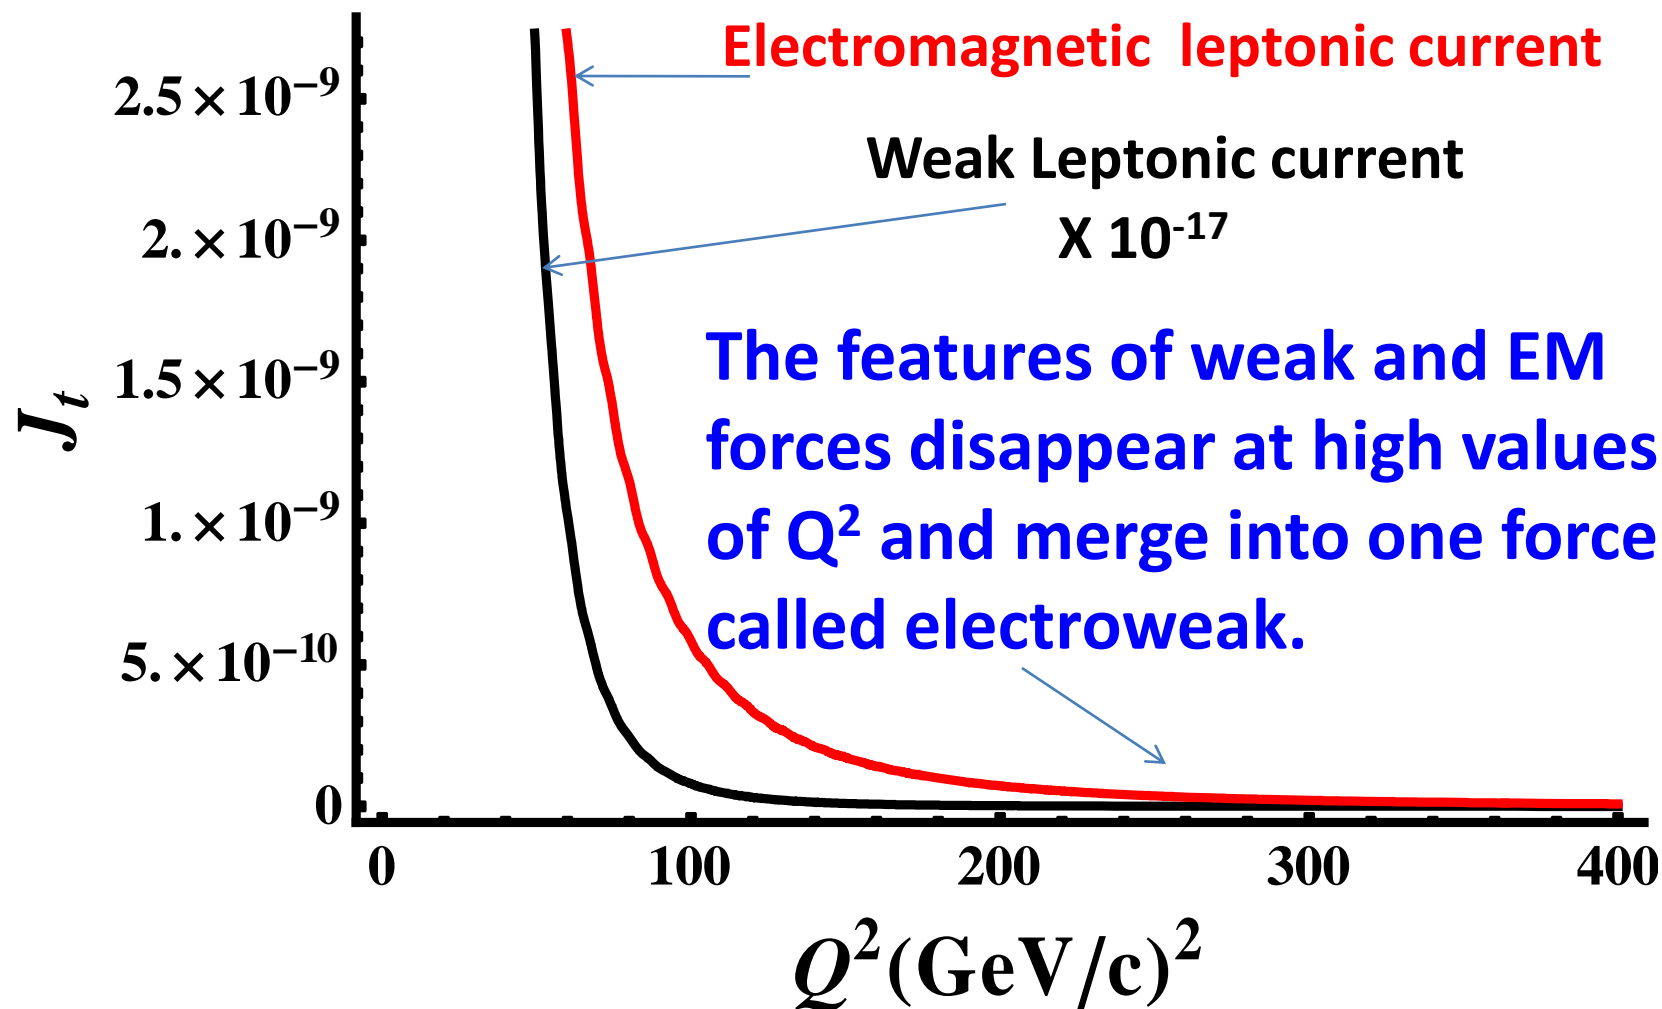 Electromagnetic  leptonic current
Weak Leptonic current
X 10⁻¹⁷
The features of weak and EM
forces disappear at high values
of Q² and merge into one force
called electroweak.
2.5×10⁻⁹
2.×10⁻⁹
1.5×10⁻⁹
1.×10⁻⁹
5.×10⁻¹⁰
0
Jₜ
0 100 200 300 400
Q²(GeV/c)²